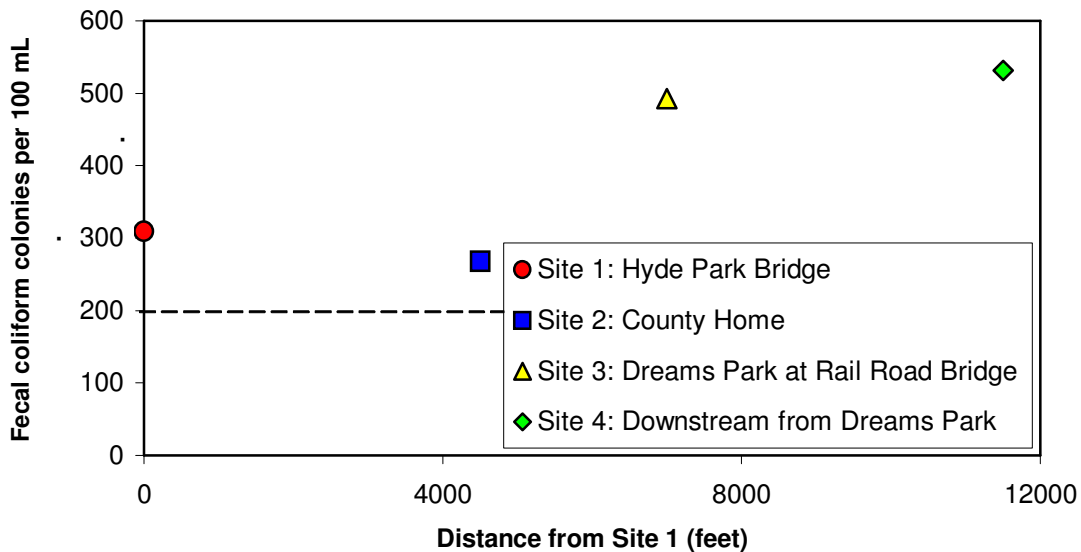 Fecal coliform colonies per 100 mL
600
500
400
300
200
100
0
Site 1: Hyde Park Bridge
Site 2: County Home
Site 3: Dreams Park at Rail Road Bridge
Site 4: Downstream from Dreams Park
0 4000 8000 12000
Distance from Site 1 (feet)